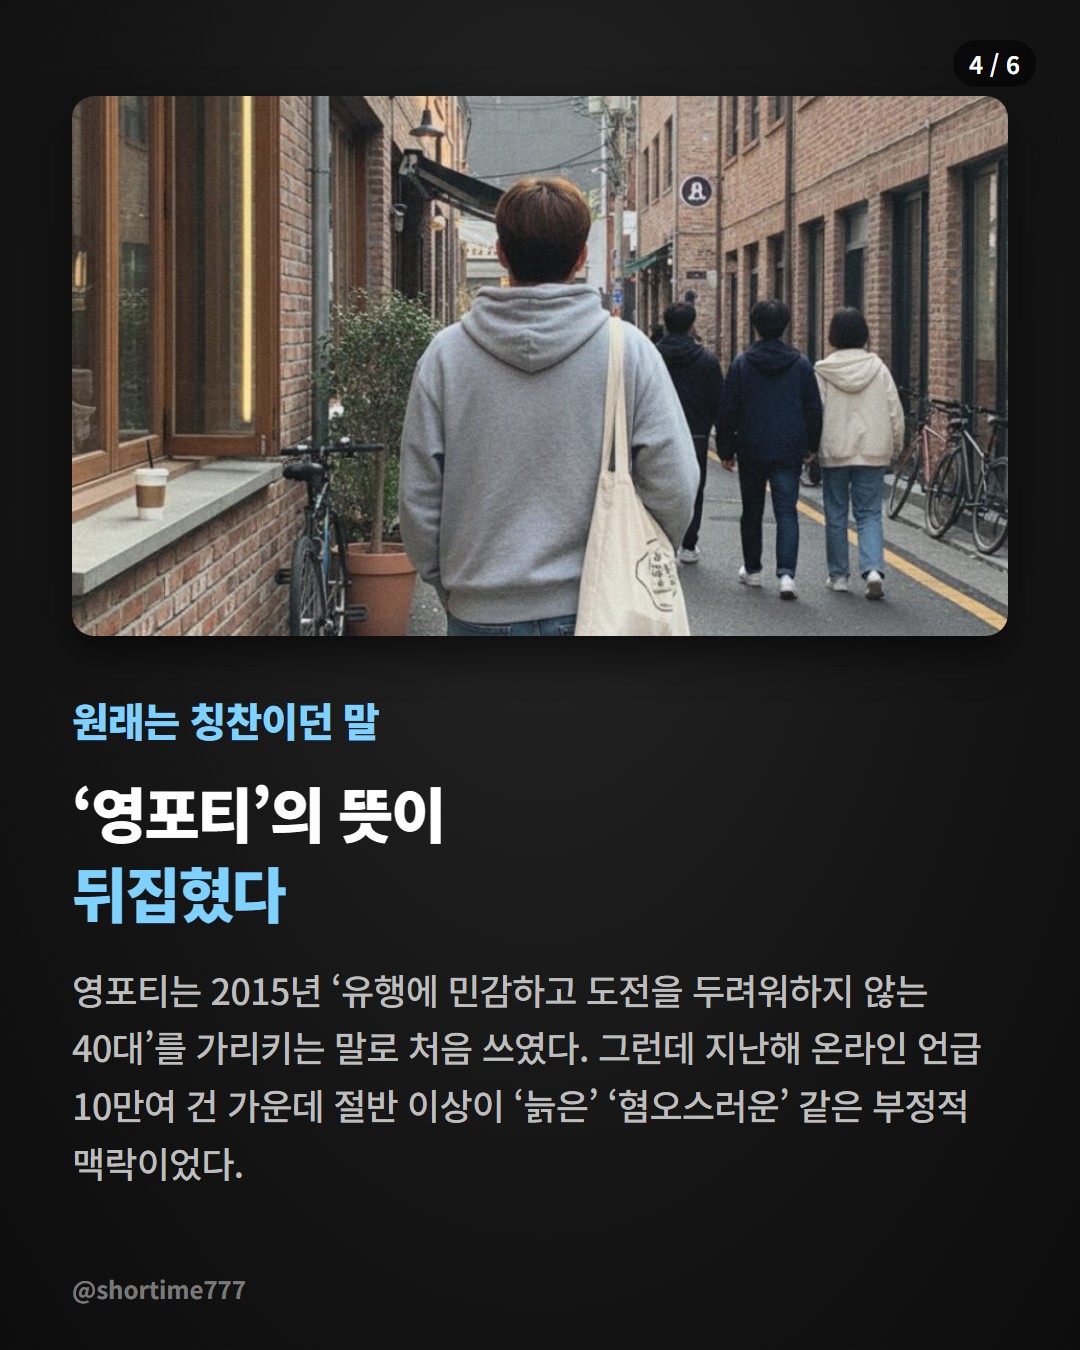 4 / 6
원래는 칭찬이던 말
‘영포티’의 뜻이
뒤집혔다
영포티는 2015년 ‘유행에 민감하고 도전을 두려워하지 않는
40대’를 가리키는 말로 처음 쓰였다. 그런데 지난해 온라인 언급
10만여 건 가운데 절반 이상이 ‘늙은’ ‘혐오스러운’ 같은 부정적
맥락이었다.
@shortime777